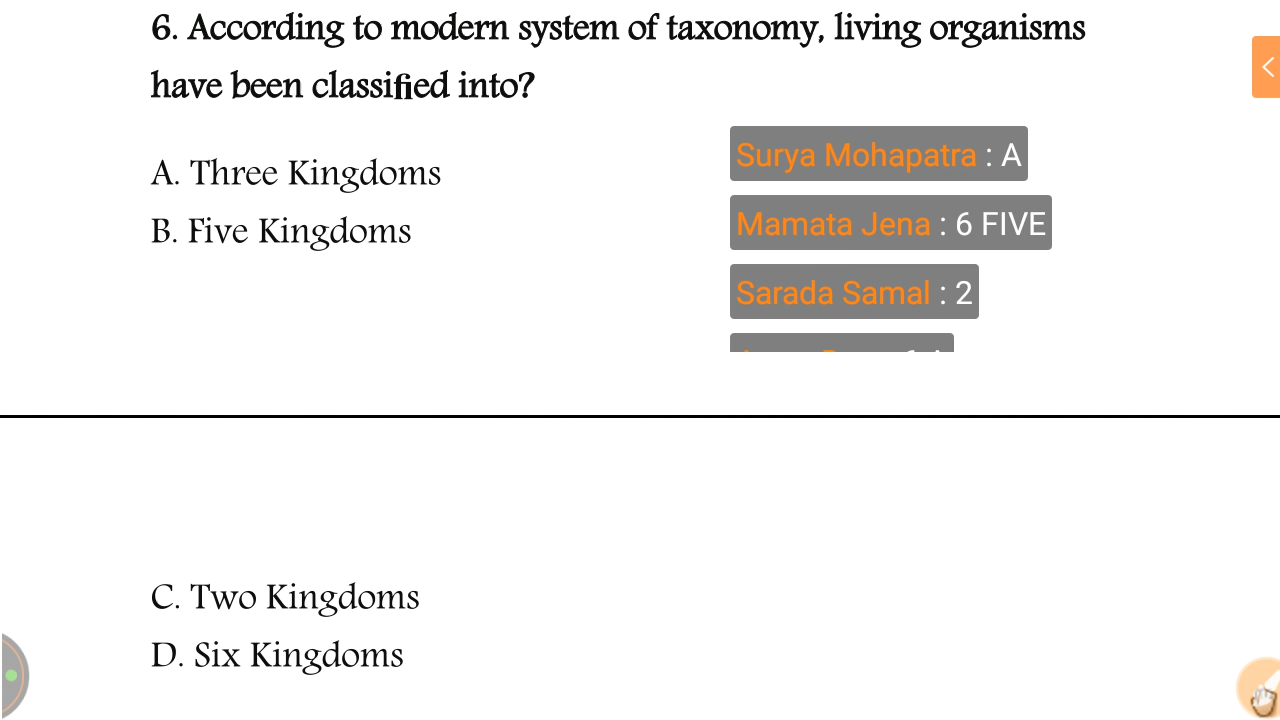 6. According to modern system of taxonomy, living organisms
have been classified into?
A. Three Kingdoms
B. Five Kingdoms
Surya Mohapatra : A
Mamata Jena : 6 FIVE
Sarada Samal : 2
C. Two Kingdoms
D. Six Kingdoms